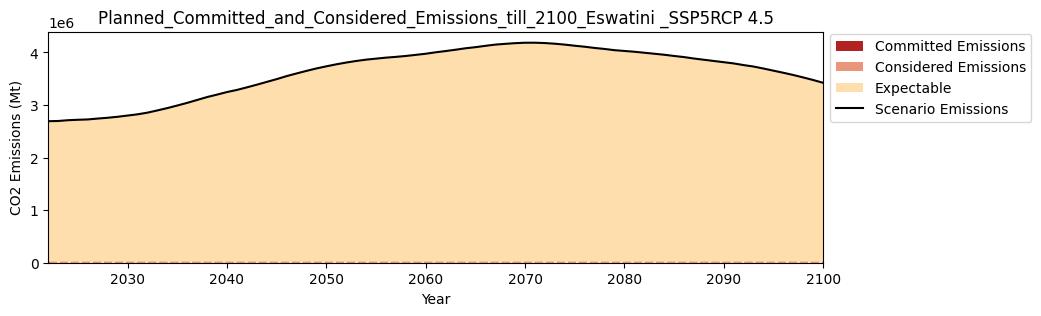 Planned_Committed_and_Considered_Emissions_till_2100_Eswatini _SSP5RCP 4.5
1e6
4
3
2
1
0
CO2 Emissions (Mt)
2030 2040 2050 2060 2070 2080 2090 2100
Year
Committed Emissions
Considered Emissions
Expectable
Scenario Emissions